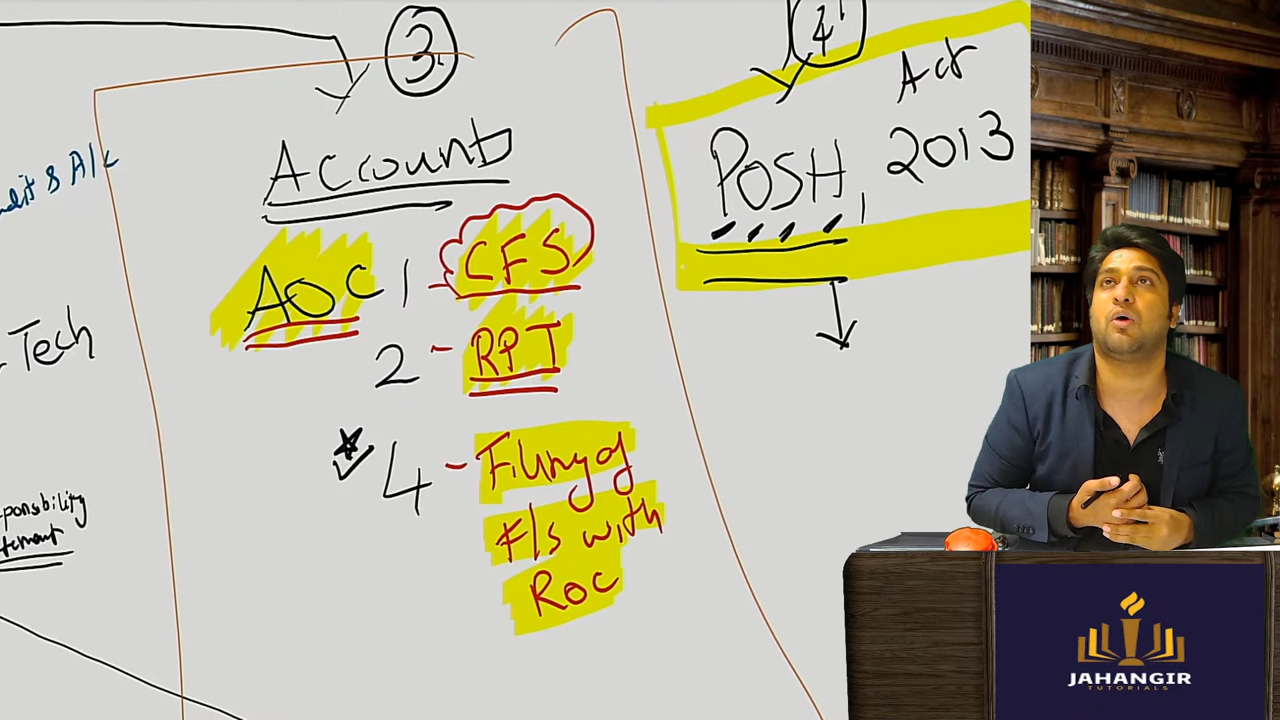 3
4
Act
POSH, 2013
Account
AOC 1 - CFS
2 - RPT
4 - Filing of
F/s with
ROC
& A/c
Tech
JAHANGIR
TUTORIALS